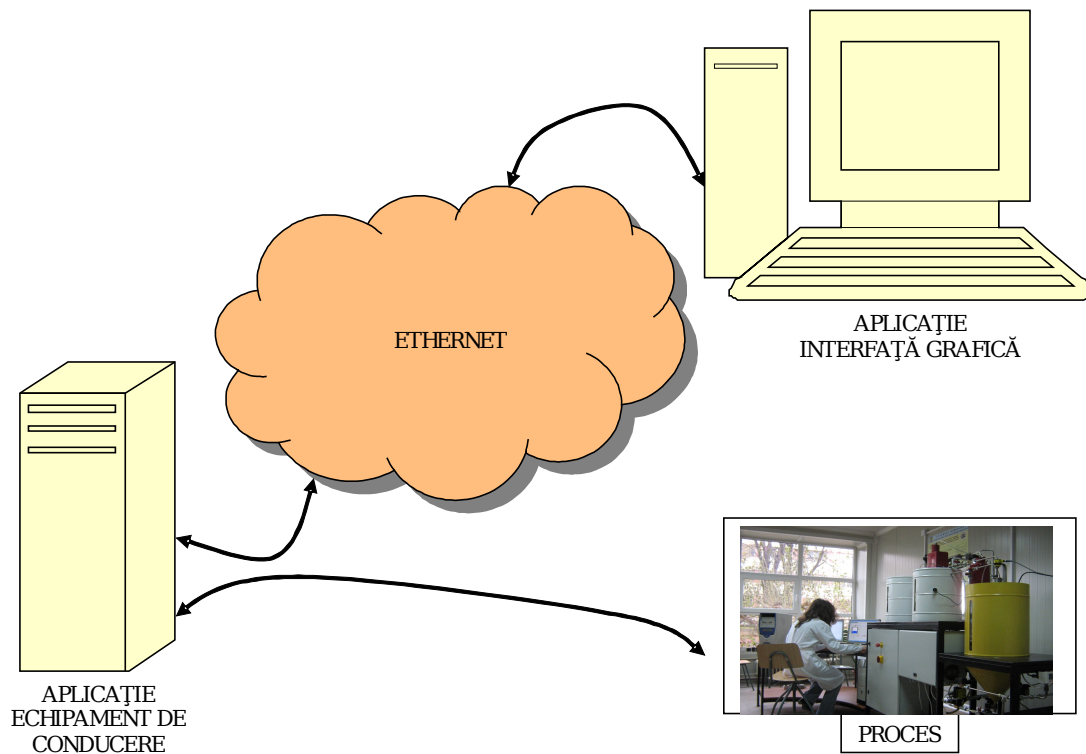 ETHERNET
APLICAŢIE
INTERFAŢĂ GRAFICĂ
APLICAŢIE
ECHIPAMENT DE
CONDUCERE
PROCES